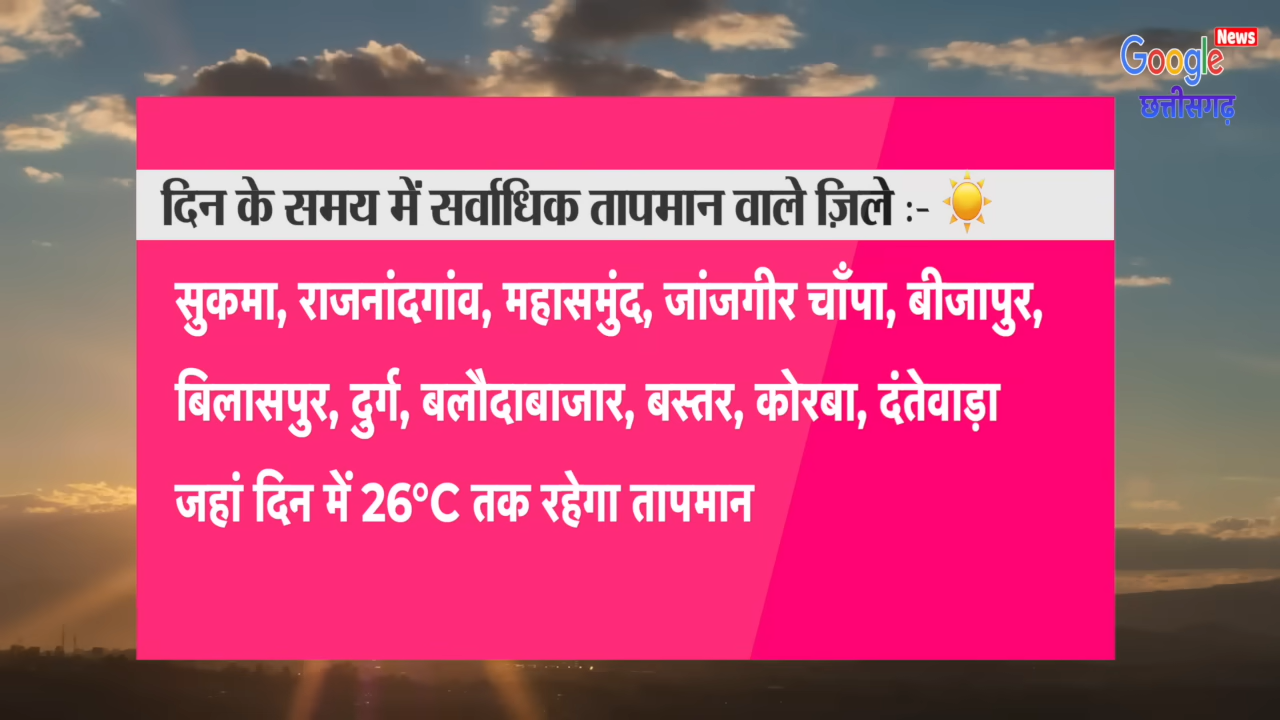 Google News
छत्तीसगढ़
दिन के समय में सर्वाधिक तापमान वाले ज़िले :-
सुकमा, राजनांदगांव, महासमुंद, जांजगीर चाँपा, बीजापुर,
बिलासपुर, दुर्ग, बलौदाबाजार, बस्तर, कोरबा, दंतेवाड़ा
जहां दिन में 26°C तक रहेगा तापमान